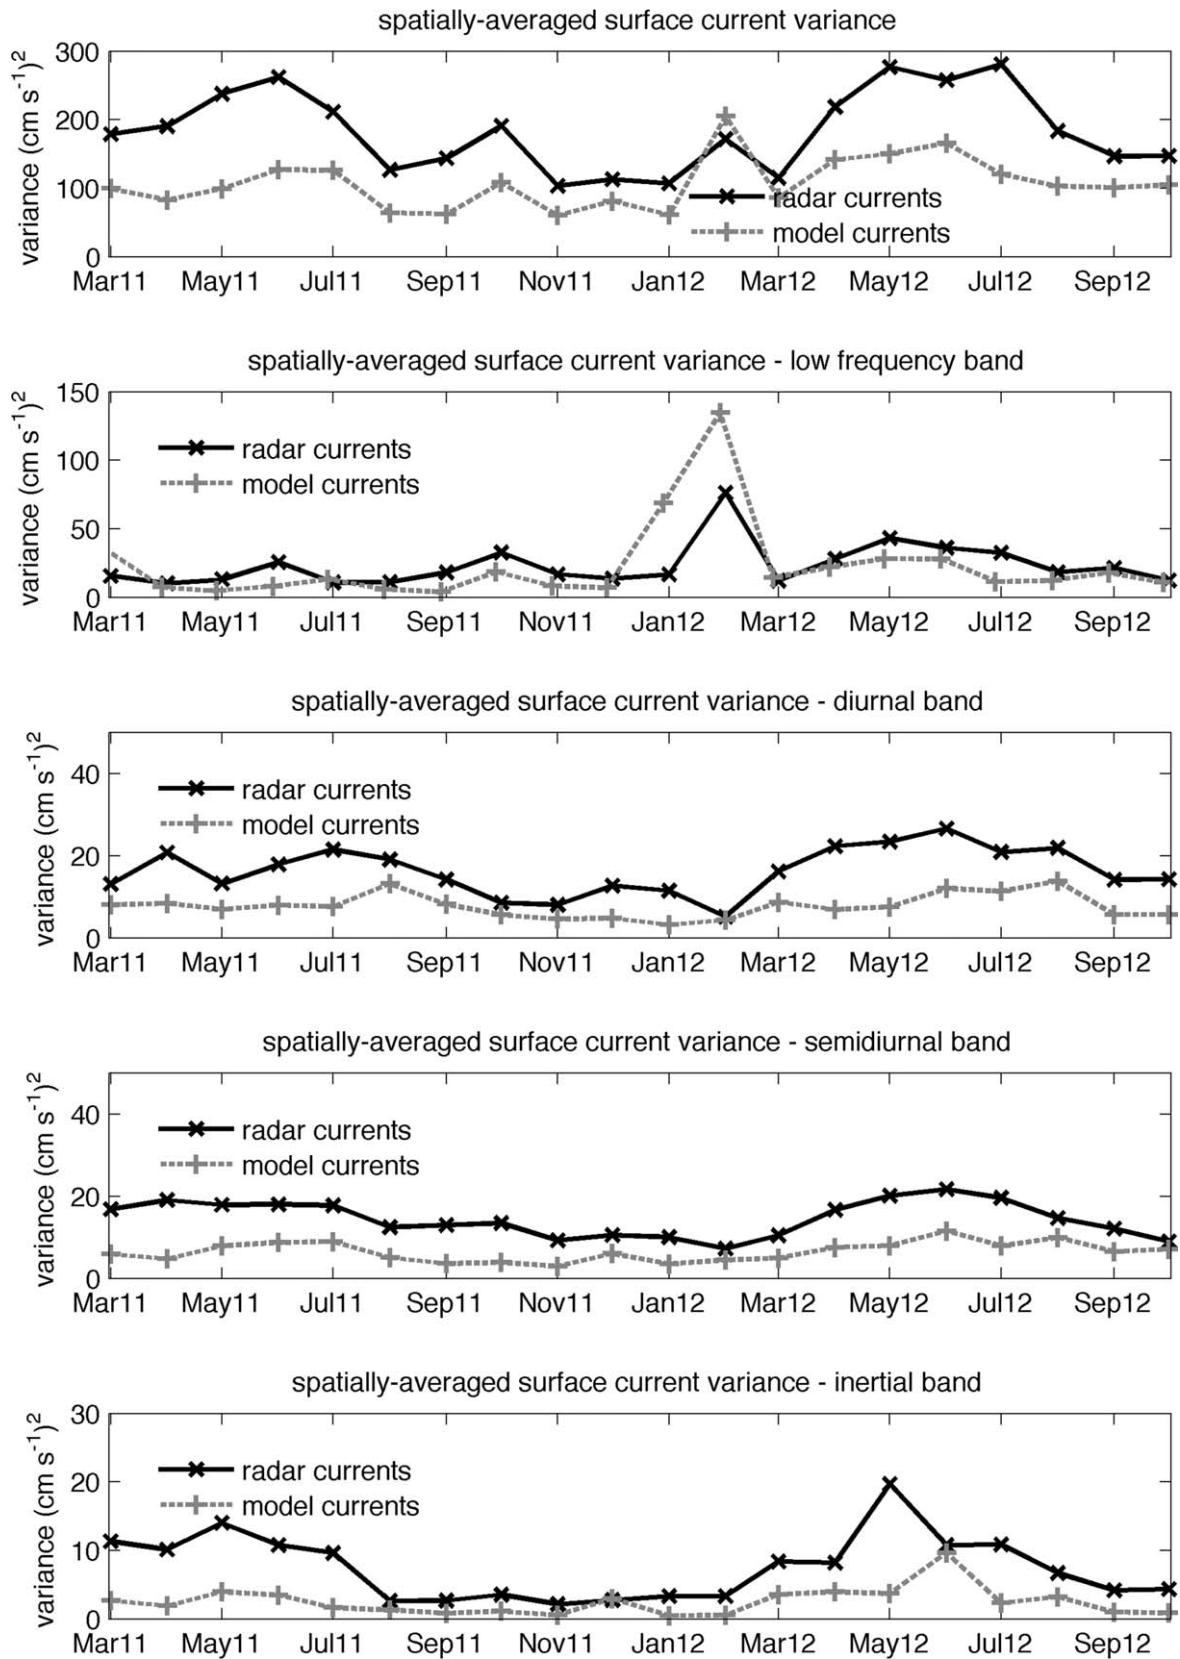 spatially-averaged surface current variance
variance (cm s⁻¹)²
300
200
100
0
radar currents
model currents
Mar11 May11 Jul11 Sep11 Nov11 Jan12 Mar12 May12 Jul12 Sep12
spatially-averaged surface current variance - low frequency band
variance (cm s⁻¹)²
150
100
50
0
radar currents
model currents
Mar11 May11 Jul11 Sep11 Nov11 Jan12 Mar12 May12 Jul12 Sep12
spatially-averaged surface current variance - diurnal band
variance (cm s⁻¹)²
40
20
0
radar currents
model currents
Mar11 May11 Jul11 Sep11 Nov11 Jan12 Mar12 May12 Jul12 Sep12
spatially-averaged surface current variance - semidiurnal band
variance (cm s⁻¹)²
40
20
0
radar currents
model currents
Mar11 May11 Jul11 Sep11 Nov11 Jan12 Mar12 May12 Jul12 Sep12
spatially-averaged surface current variance - inertial band
variance (cm s⁻¹)²
30
20
10
0
radar currents
model currents
Mar11 May11 Jul11 Sep11 Nov11 Jan12 Mar12 May12 Jul12 Sep12